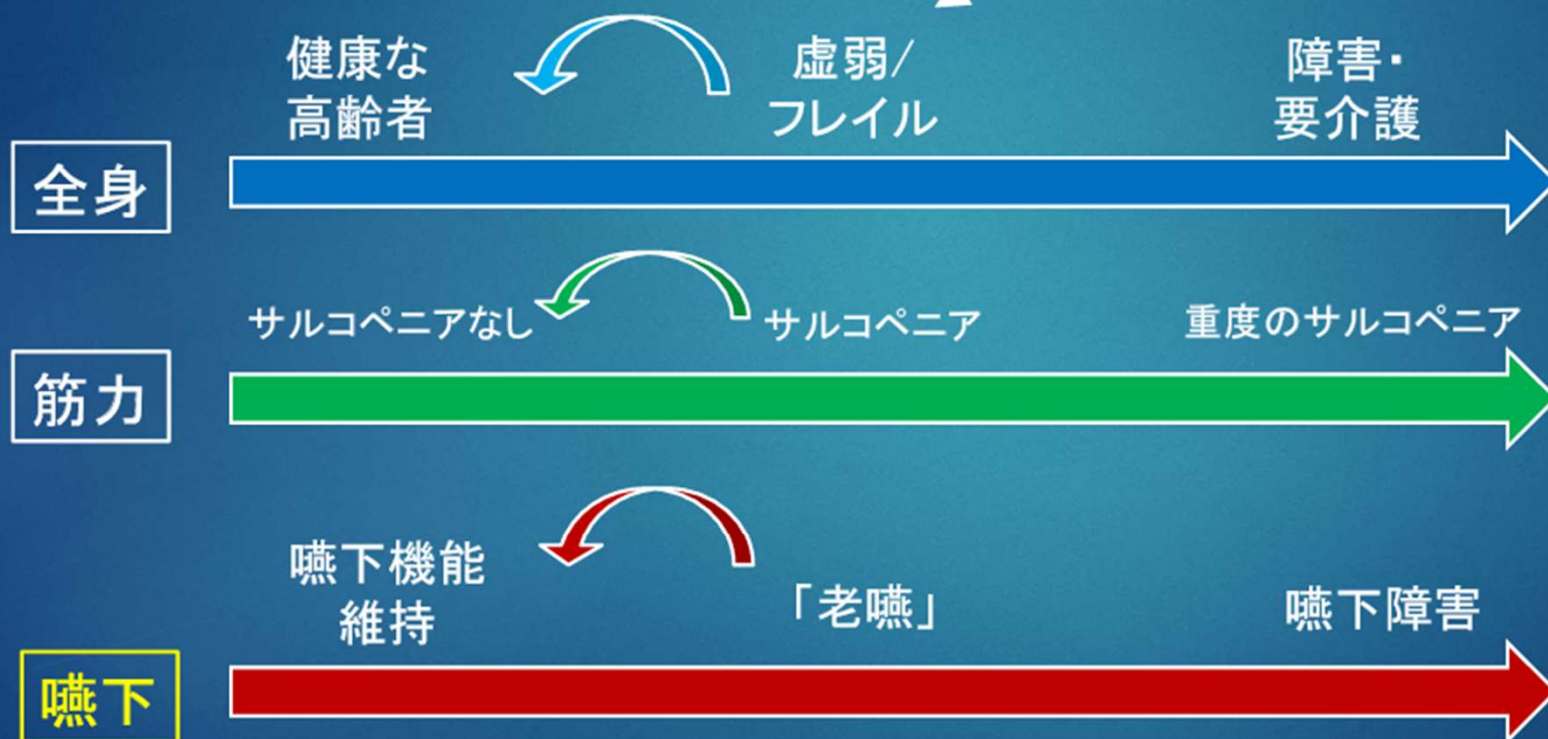 健康な
高齢者
虚弱/
フレイル
障害・
要介護
全身
サルコペニアなし
サルコペニア
重度のサルコペニア
筋力
嚥下機能
維持
「老嚥」
嚥下障害
嚥下